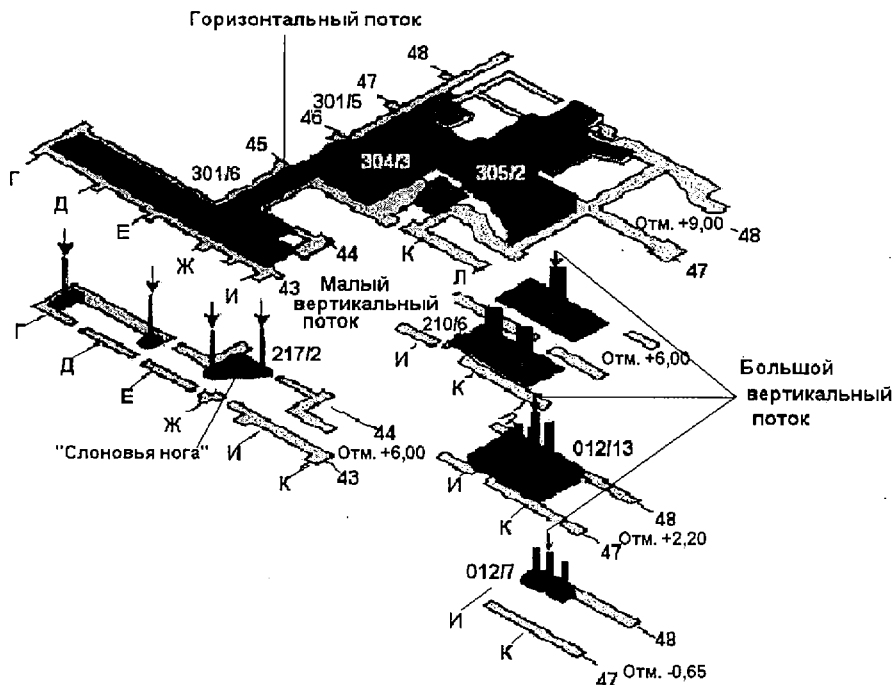 Горизонтальный поток
48
47
301/5
46
45
304/3
301/6
305/2
Г
Д
Е
Ж
И
43
44
К
Л
Отм. +9,00
48
47
Малый
вертикальный
поток
Г
Д
Е
Ж
И
К
217/2
44
43
Отм. +6,00
"Слоновья нога"
210/6
И
К
Отм. +6,00
Большой
вертикальный
поток
012/13
И
К
48
47
Отм. +2,20
012/7
И
К
48
47
Отм. -0,65